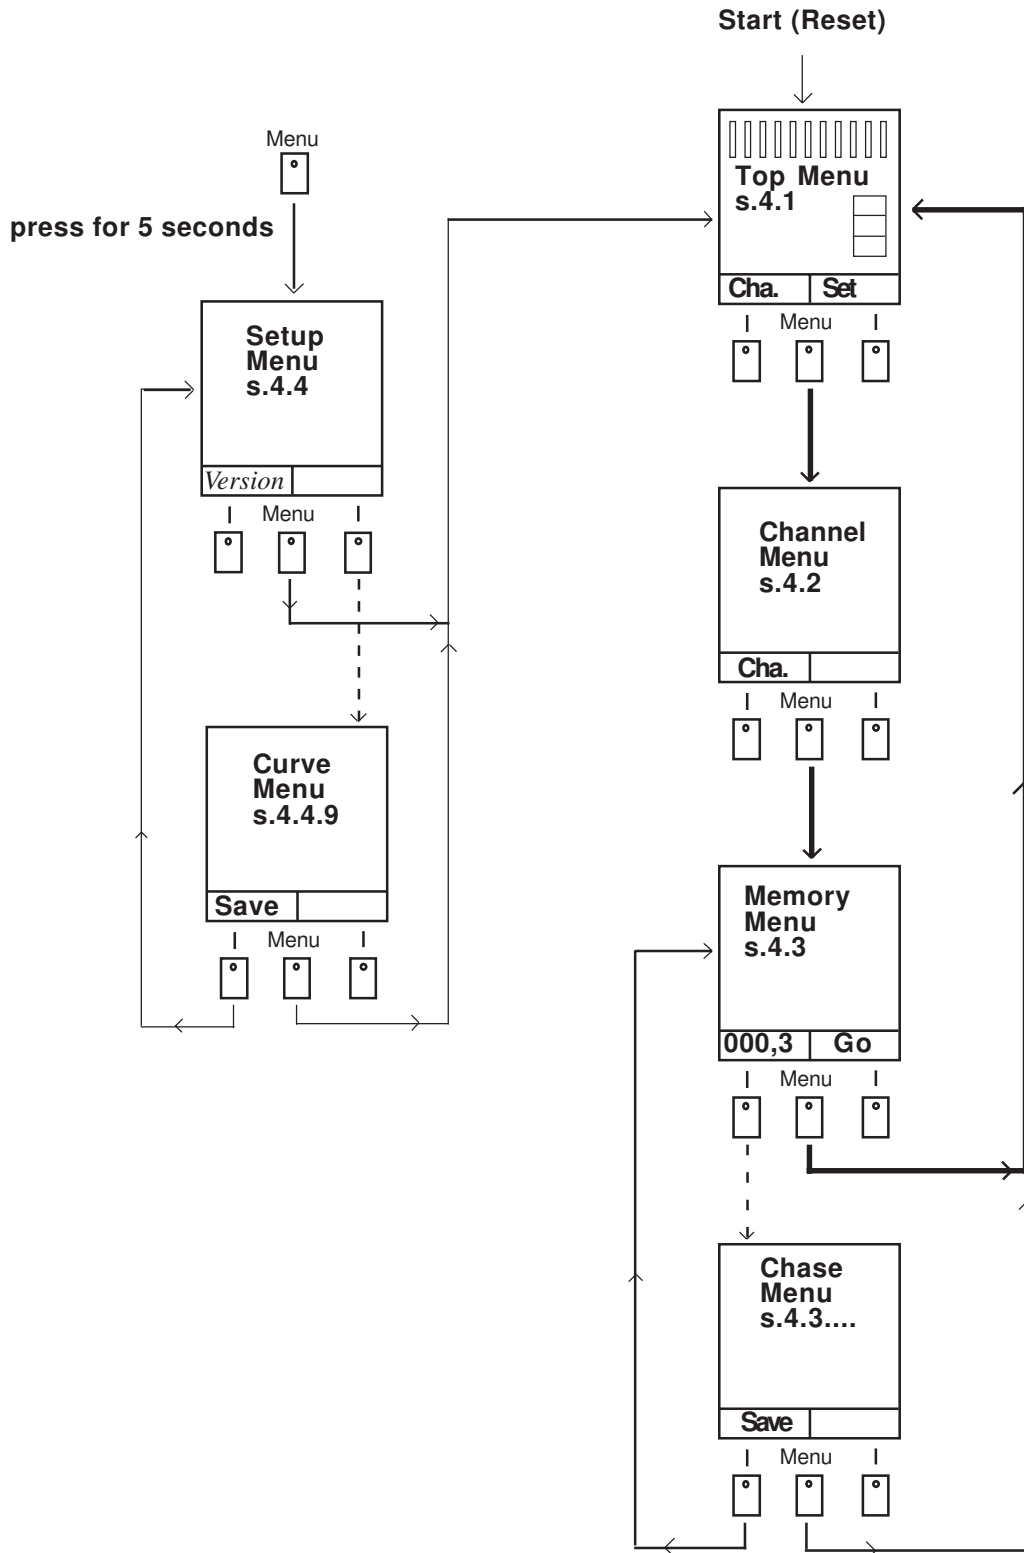 Start (Reset)
Menu
press for 5 seconds
Top Menu
s.4.1
Cha. Set
Menu
Setup
Menu
s.4.4
Version
Menu
Channel
Menu
s.4.2
Cha.
Menu
Curve
Menu
s.4.4.9
Save
Menu
Memory
Menu
s.4.3
000,3 Go
Menu
Chase
Menu
s.4.3....
Save
Menu